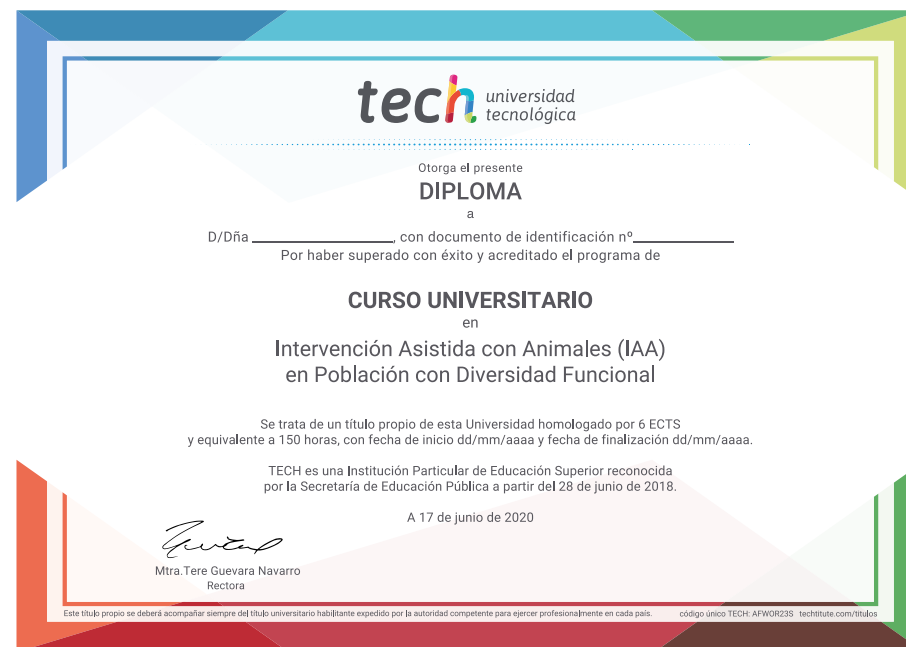 tech universidad
tecnológica
Otorga el presente
DIPLOMA
a
D/Dña ______________, con documento de identificación nº__________
Por haber superado con éxito y acreditado el programa de
CURSO UNIVERSITARIO
en
Intervención Asistida con Animales (IAA)
en Población con Diversidad Funcional
Se trata de un título propio de esta Universidad homologado por 6 ECTS
y equivalente a 150 horas, con fecha de inicio dd/mm/aaaa y fecha de finalización dd/mm/aaaa.
TECH es una Institución Particular de Educación Superior reconocida
por la Secretaría de Educación Pública a partir del 28 de junio de 2018.
A 17 de junio de 2020
Mtra.Tere Guevara Navarro
Rectora
Este título propio se deberá acompañar siempre del título universitario habilitante expedido por la autoridad competente para ejercer profesionalmente en cada país. código único TECH: AFWOR23S techtitute.com/títulos